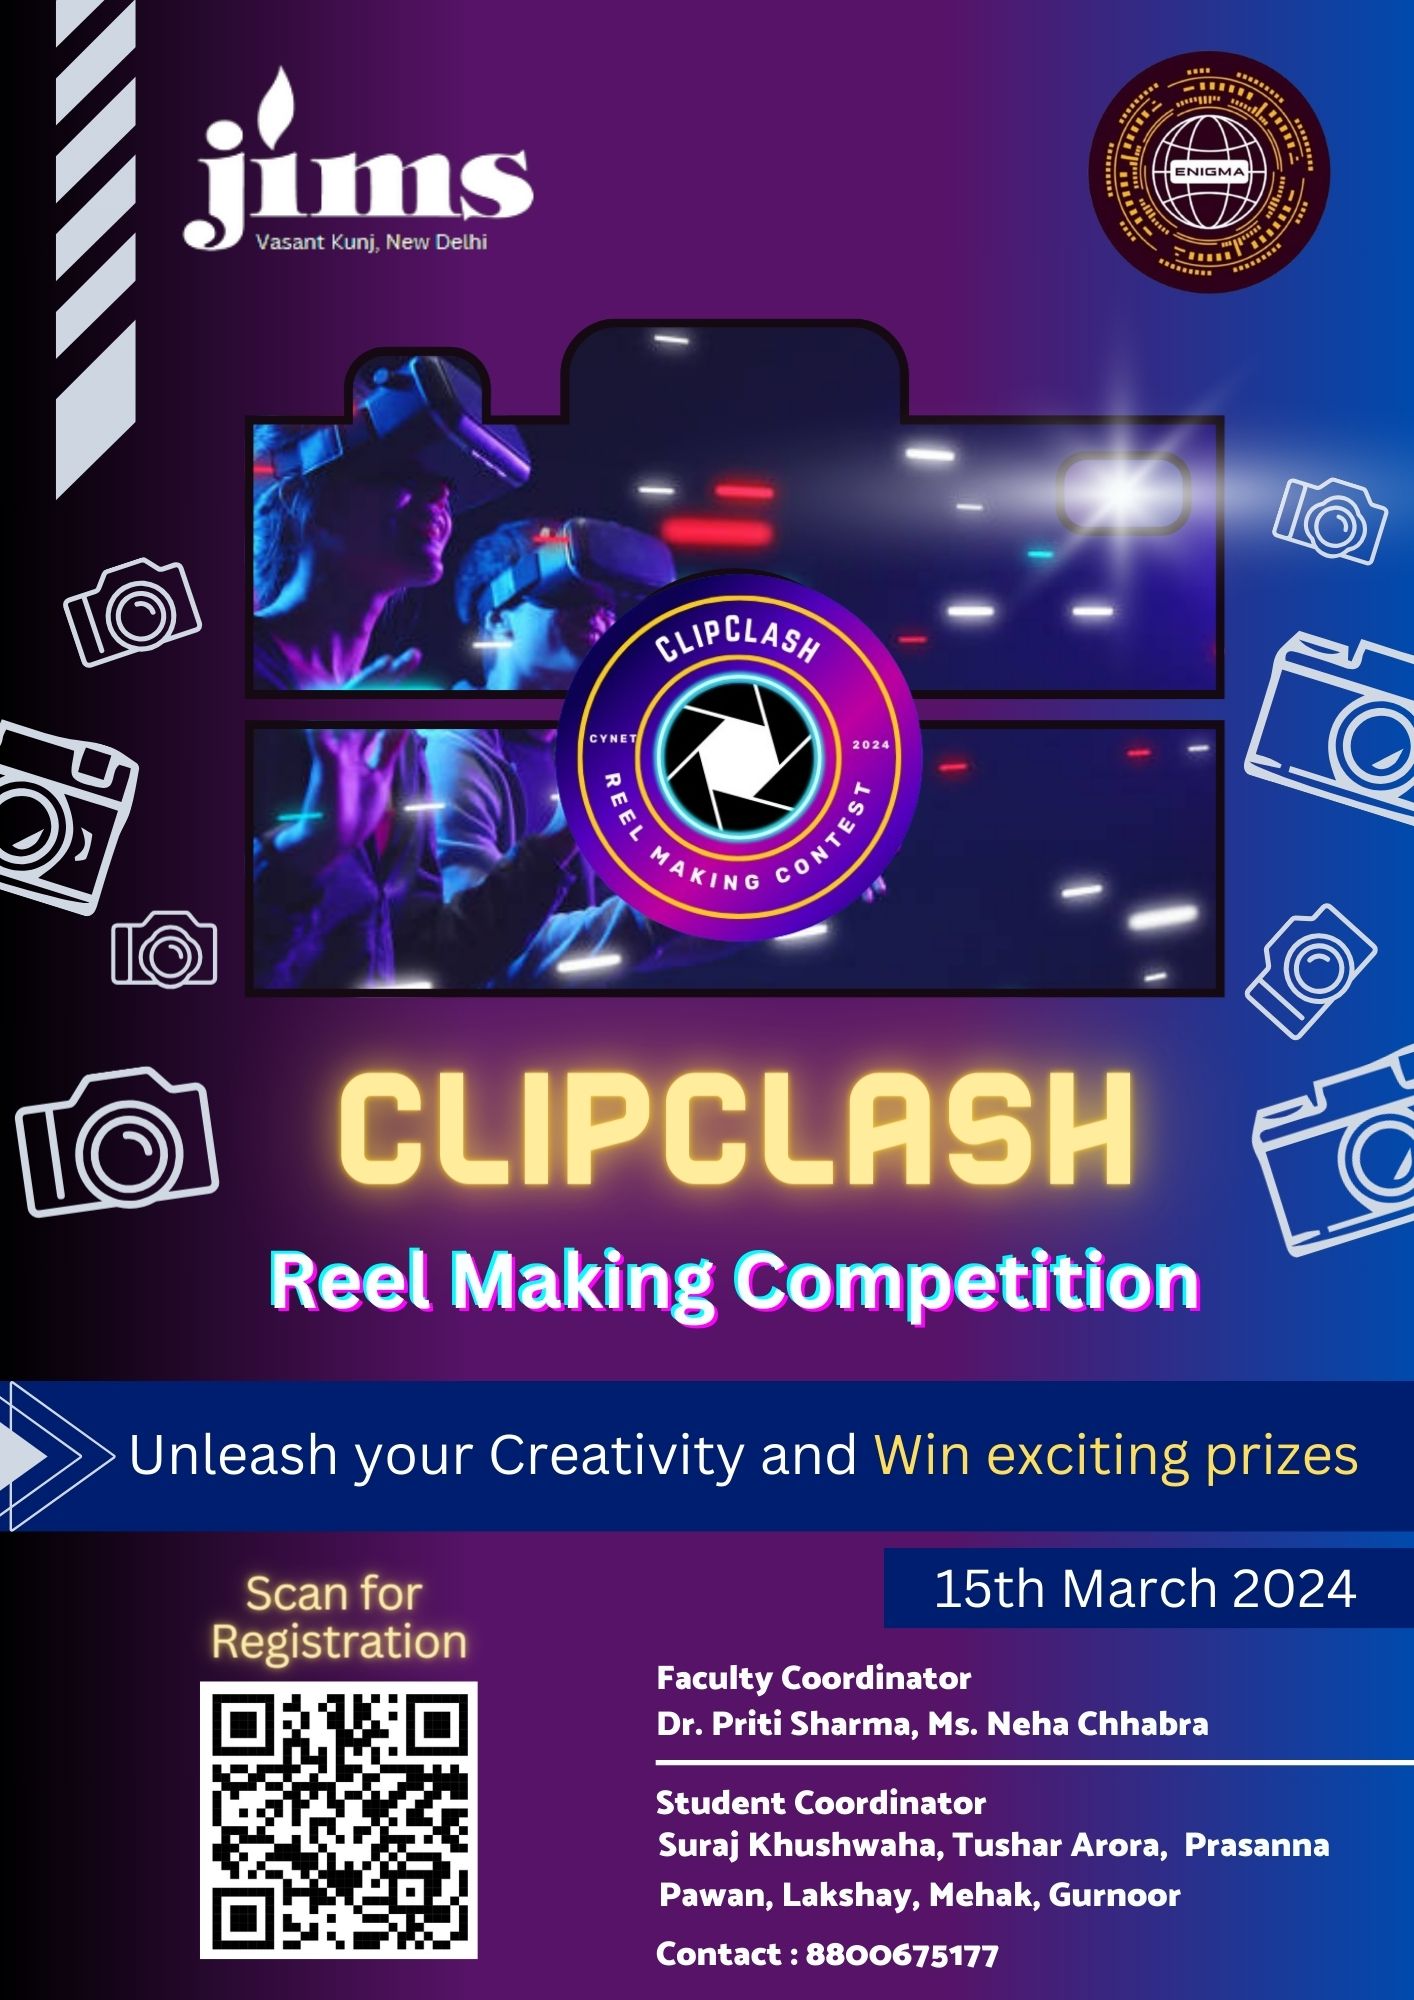 jims
Vasant Kunj, New Delhi
ENIGMA
CLIPCLASH
CYNET
2024
REEL MAKING CONTEST
CLIPCLASH
Reel Making Competition
Unleash your Creativity and Win exciting prizes
15th March 2024
Scan for
Registration
Faculty Coordinator
Dr. Priti Sharma, Ms. Neha Chhabra
Student Coordinator
Suraj Khushwaha, Tushar Arora, Prasanna
Pawan, Lakshay, Mehak, Gurnoor
Contact : 8800675177